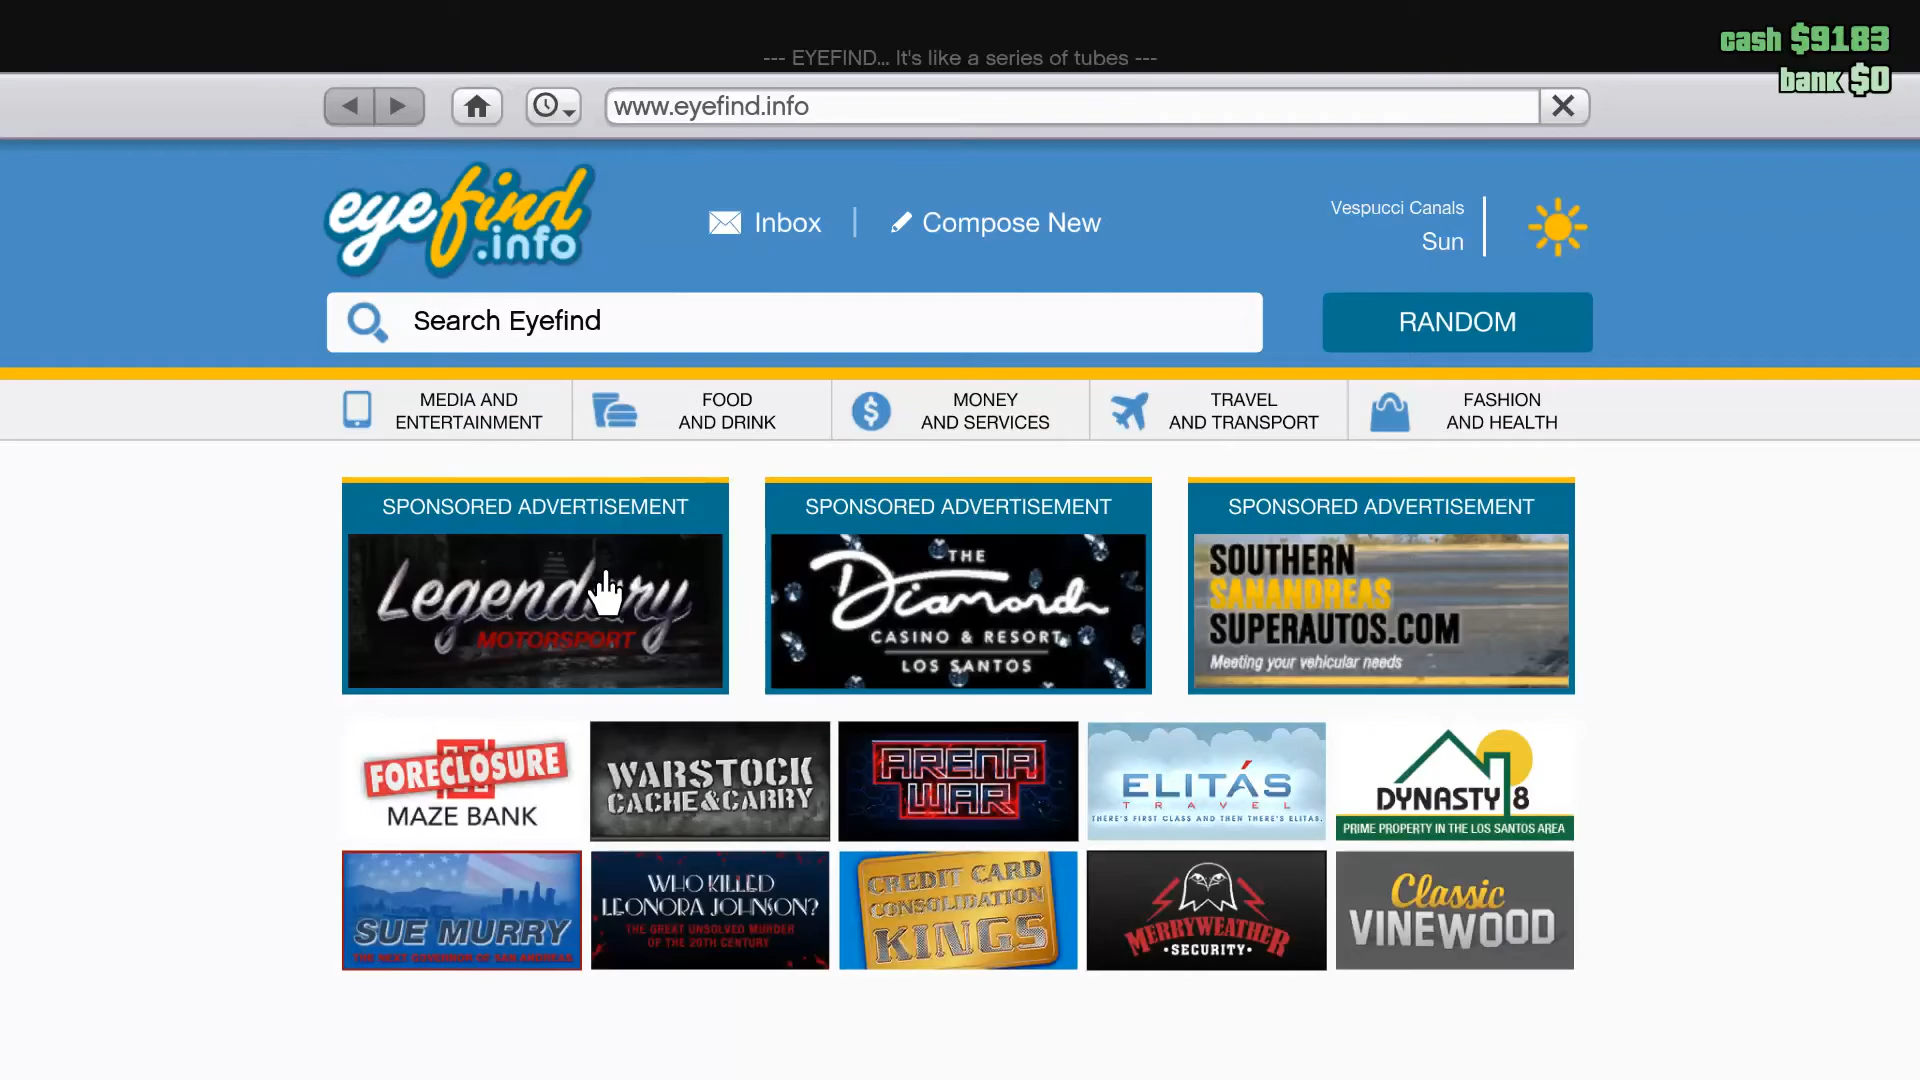 cash $9183
bank $0
--- EYEFIND... It's like a series of tubes ---
www.eyefind.info
eyefind
.info
Inbox
Compose New
Vespucci Canals
Sun
Search Eyefind
RANDOM
MEDIA AND
ENTERTAINMENT
FOOD
AND DRINK
MONEY
AND SERVICES
TRAVEL
AND TRANSPORT
FASHION
AND HEALTH
SPONSORED ADVERTISEMENT
Legendary
MOTORSPORT
SPONSORED ADVERTISEMENT
THE
Diamond
CASINO & RESORT
LOS SANTOS
SPONSORED ADVERTISEMENT
SOUTHERN
SANANDREAS
SUPERAUTOS.COM
Meeting your vehicular needs
FORECLOSURE
MAZE BANK
WARSTOCK
CACHE&CARRY
ARENA
WAR
ELITÁS
TRAVEL
THERE'S FIRST CLASS AND THEN THERE'S ELITAS.
DYNASTY 8
PRIME PROPERTY IN THE LOS SANTOS AREA
SUE MURRY
THE NEXT GOVERNOR OF SAN ANDREAS
WHO KILLED
LEONORA JOHNSON?
THE GREAT UNSOLVED MURDER
OF THE 20TH CENTURY
CREDIT CARD
CONSOLIDATION
KINGS
MERRYWEATHER
•SECURITY•
Classic
VINEWOOD